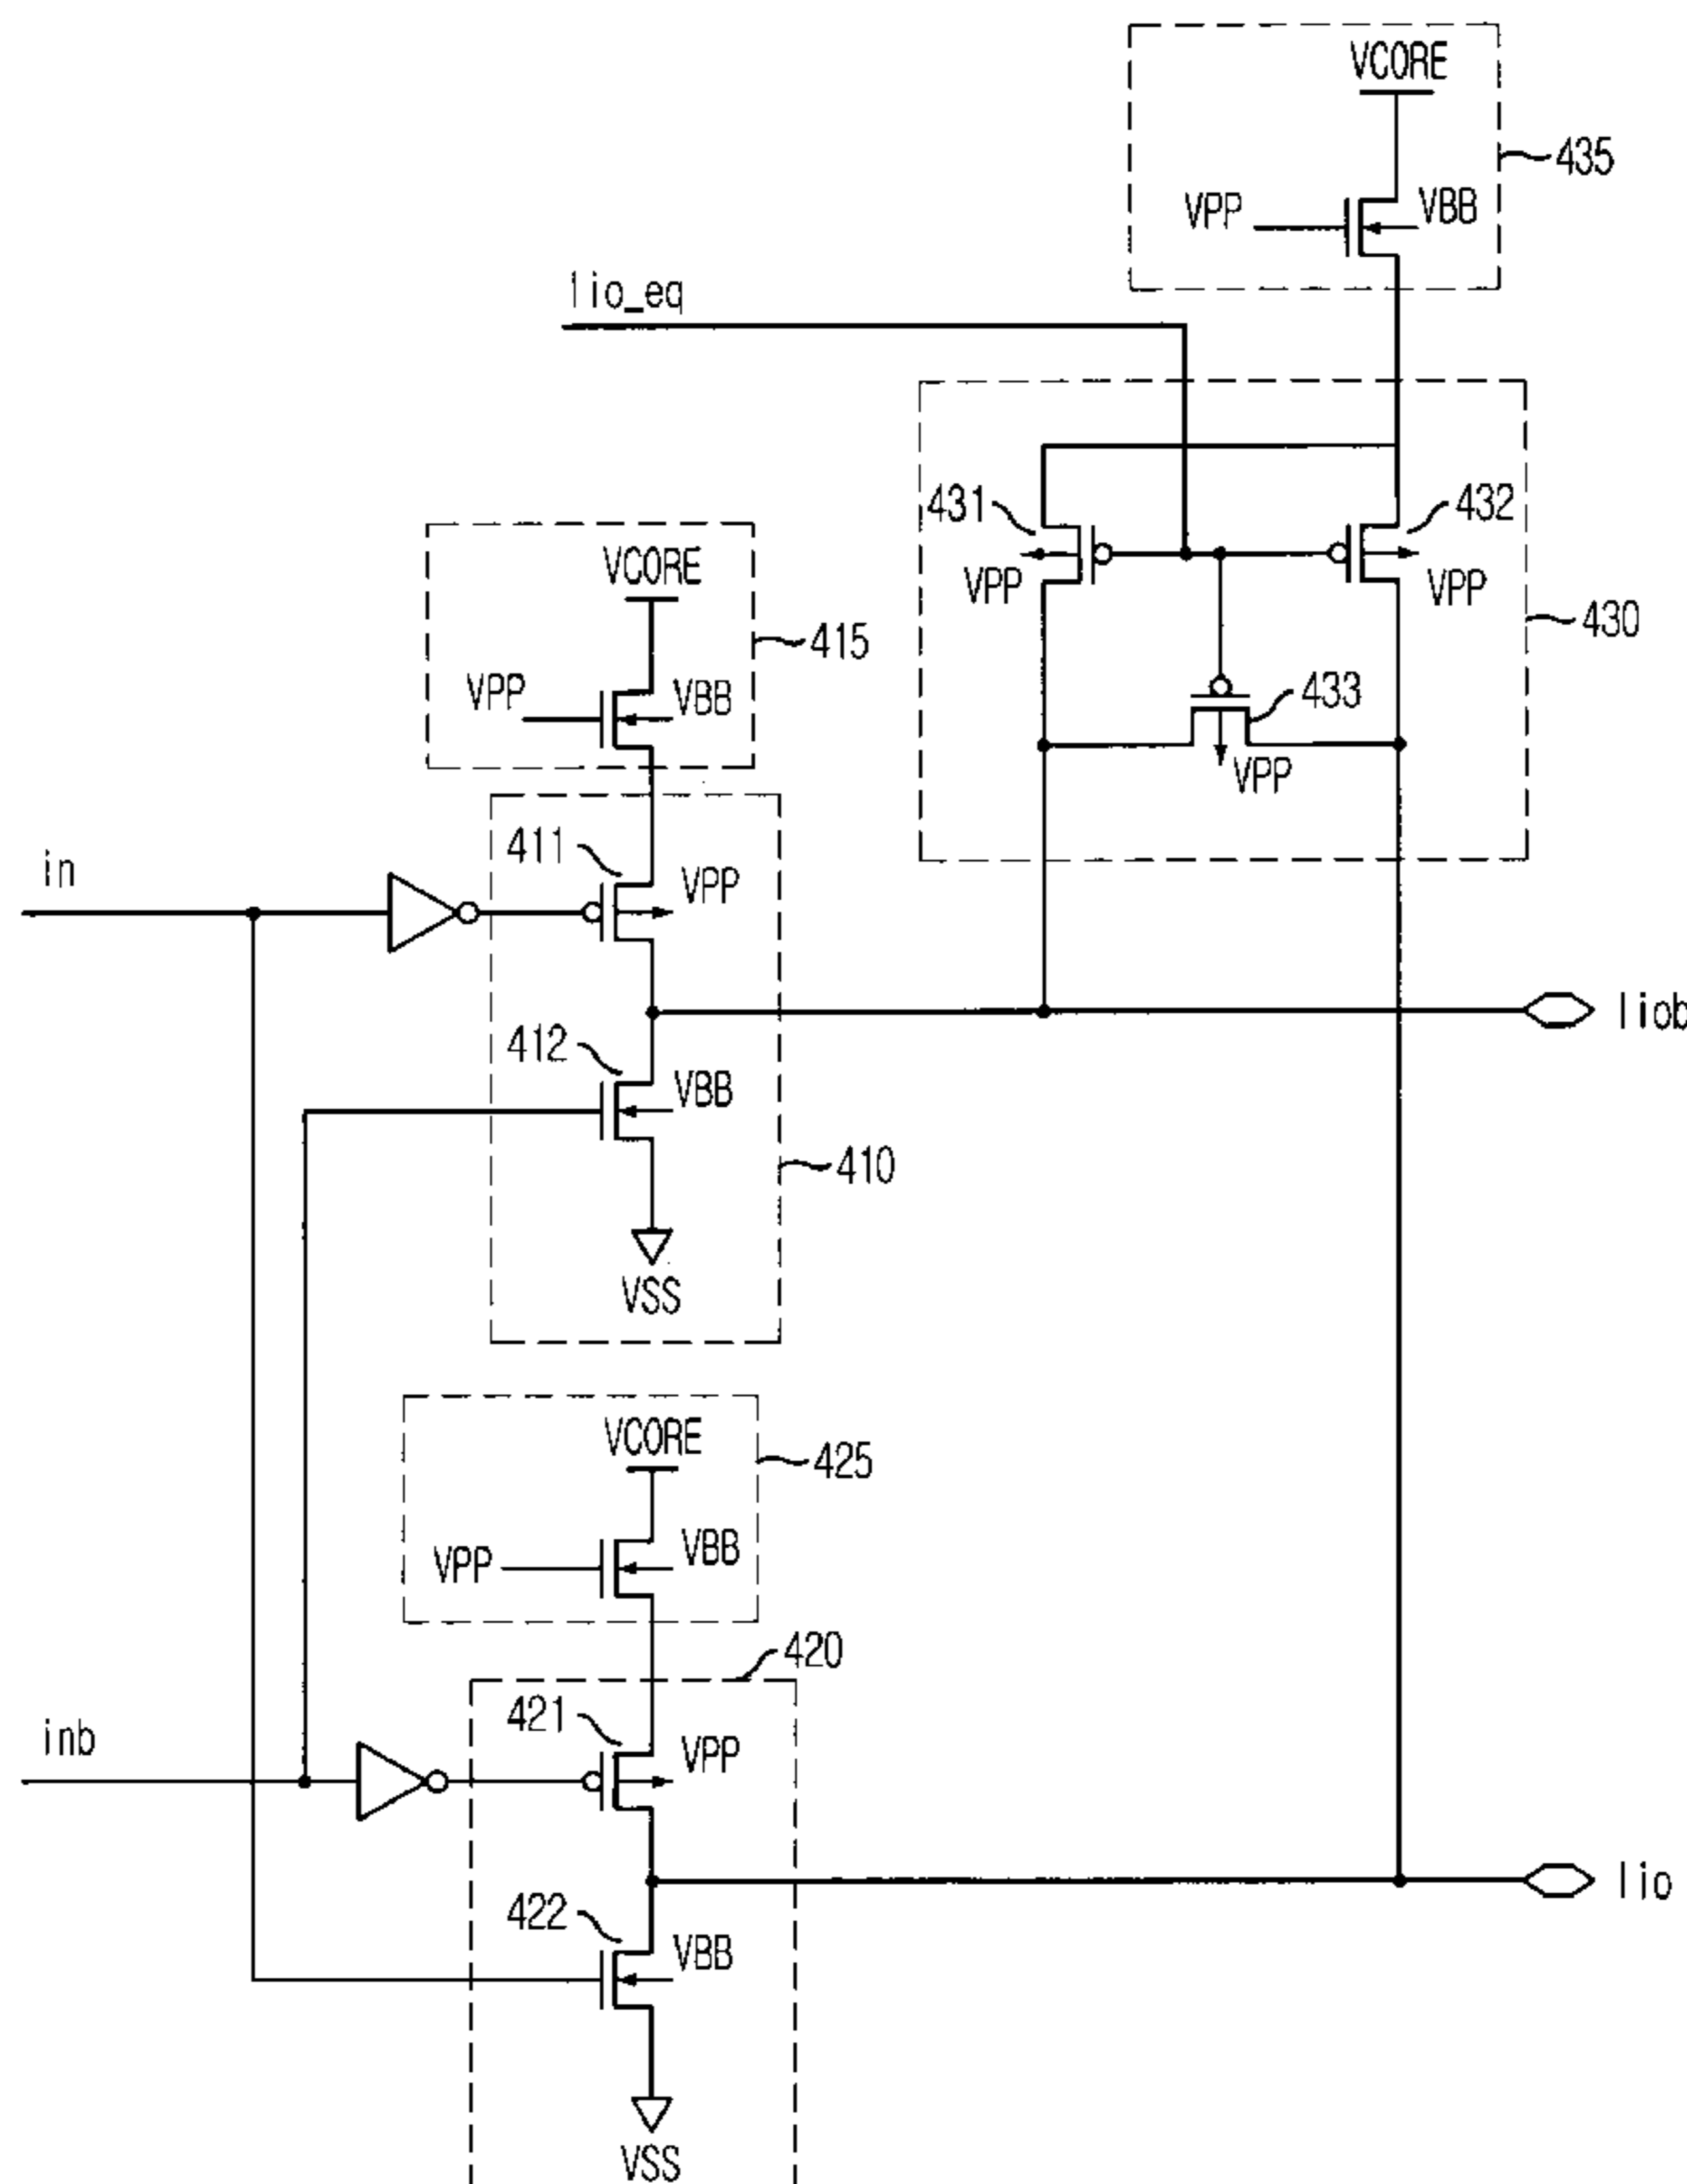 VCORE
435
VPP
VBB
lio_eq
431
432
VPP
VPP
430
433
VPP
VCORE
415
VPP
VBB
411
VPP
in
liob
412
VBB
410
VSS
VCORE
425
VPP
VBB
420
421
VPP
inb
lio
422
VBB
VSS